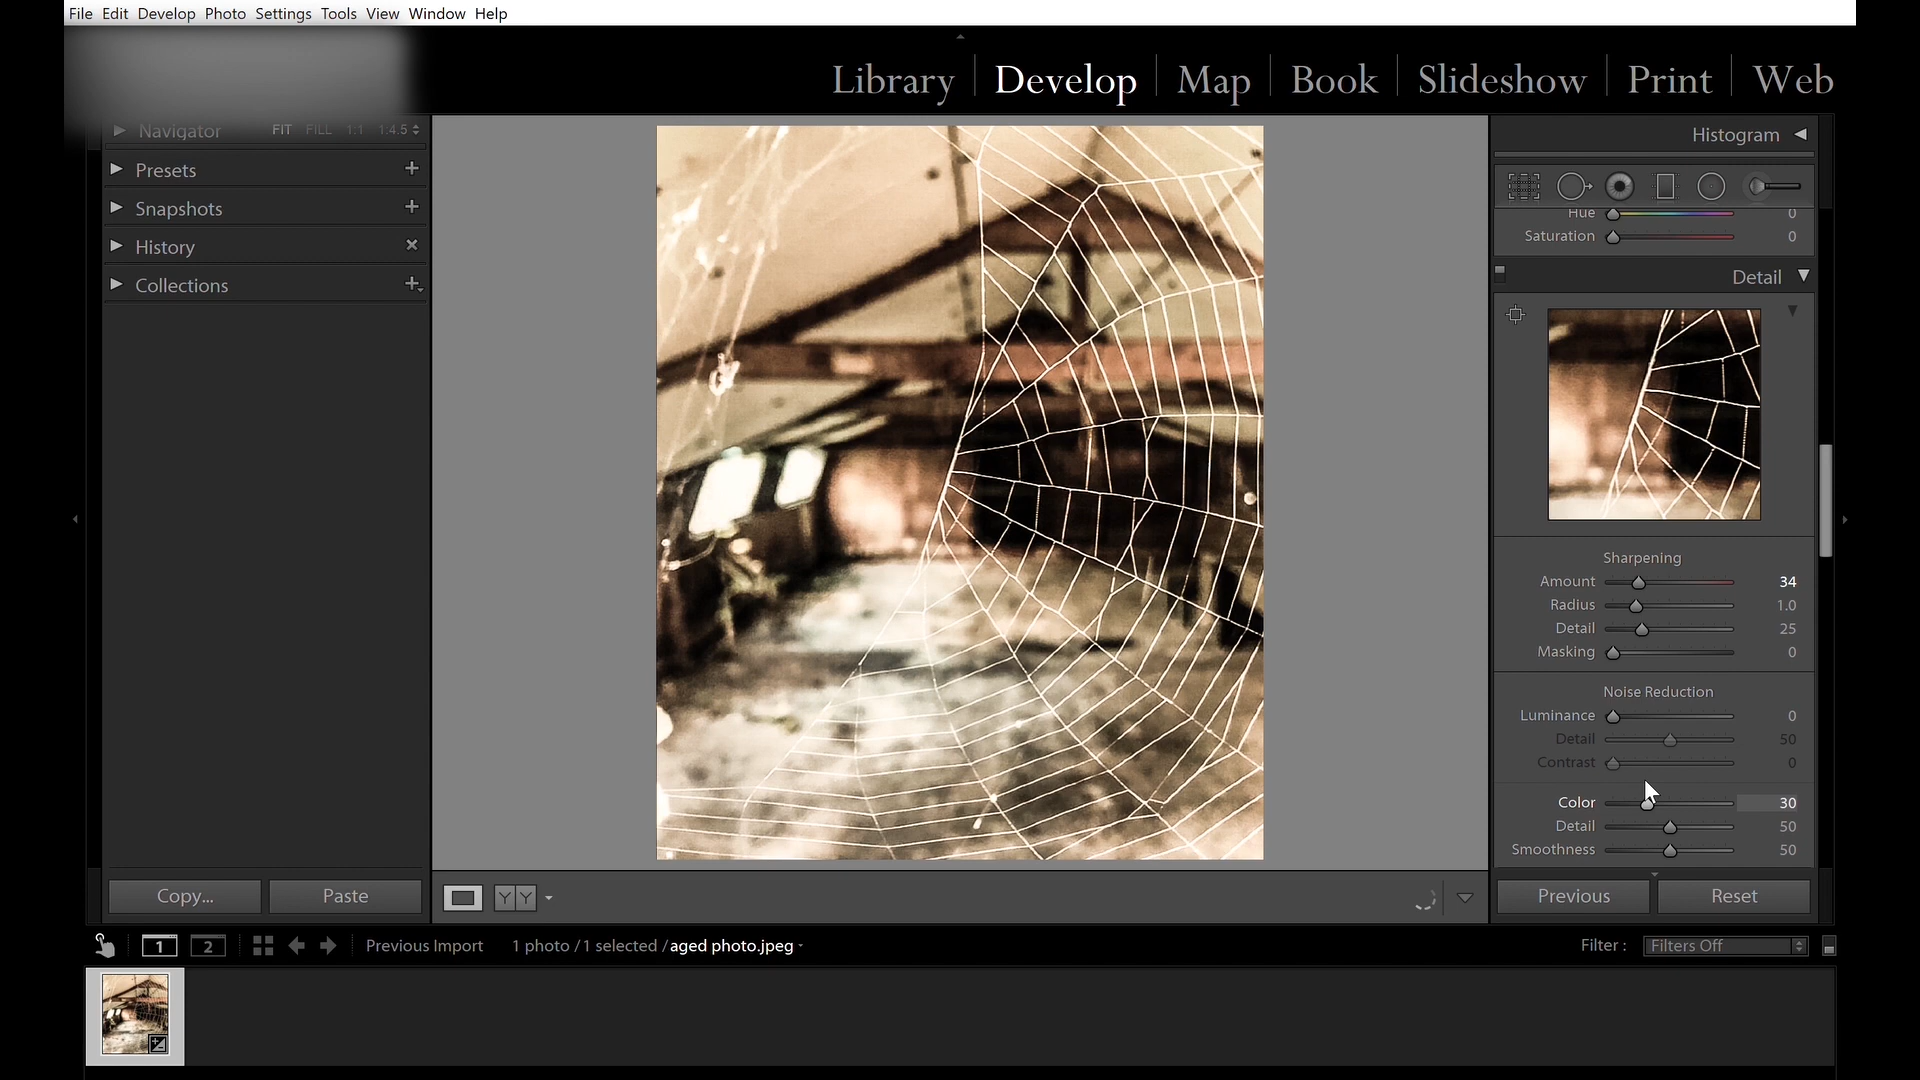 File Edit Develop Photo Settings Tools View Window Help
Library Develop Map Book Slideshow Print Web
Navigator FIT FILL 1:1 1:4.5
Presets
Snapshots
History
Collections
Copy...
Paste
Histogram
Hue 0
Saturation 0
Detail
Sharpening
Amount 34
Radius 1.0
Detail 25
Masking 0
Noise Reduction
Luminance 0
Detail 50
Contrast 0
Color 30
Detail 50
Smoothness 50
Previous
Reset
Y Y
1 2 Previous Import 1 photo / 1 selected / aged photo.jpeg
Filter : Filters Off